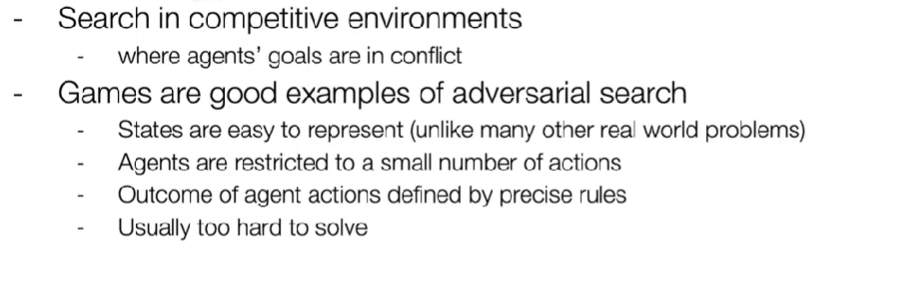 - Search in competitive environments
- where agents' goals are in conflict
- Games are good examples of adversarial search
- States are easy to represent (unlike many other real world problems)
- Agents are restricted to a small number of actions
- Outcome of agent actions defined by precise rules
- Usually too hard to solve